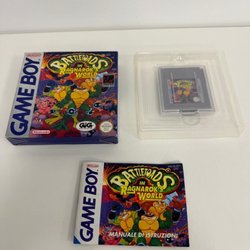 GAME BOY
BATTLETOADS
IN
RAGNAROK'S
WORLD
Nintendo
GIG
GAME BOY
BATTLETOADS
IN
RAGNAROK'S
WORLD
MANUALE DI ISTRUZIONI